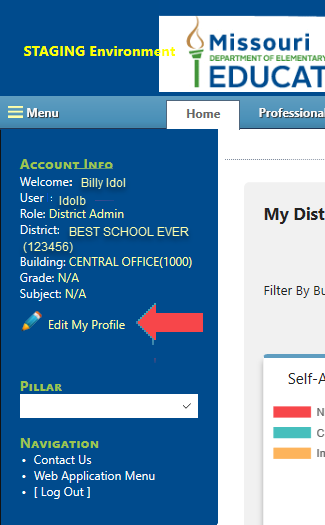 STAGING Environment
Missouri
DEPARTMENT OF ELEMENTARY
EDUCAT
Menu
Home
Professional
ACCOUNT INFO
Welcome: Billy Idol
User : Idolb
Role: District Admin
District: BEST SCHOOL EVER
(123456)
Building: CENTRAL OFFICE(1000)
Grade: N/A
Subject: N/A
Edit My Profile
PILLAR
NAVIGATION
• Contact Us
• Web Application Menu
• [ Log Out ]
My Dist
Filter By Bu
Self-A
N
C
In